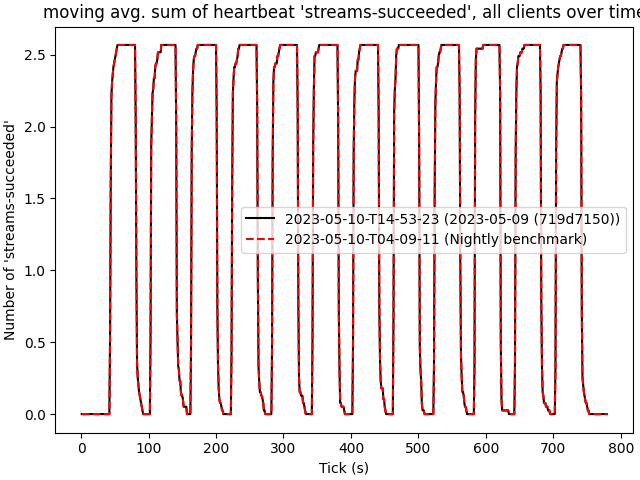 moving avg. sum of heartbeat 'streams-succeeded', all clients over time
Number of 'streams-succeeded'
2.5
2.0
1.5
1.0
0.5
0.0
2023-05-10-T14-53-23 (2023-05-09 (719d7150))
2023-05-10-T04-09-11 (Nightly benchmark)
0 100 200 300 400 500 600 700 800
Tick (s)